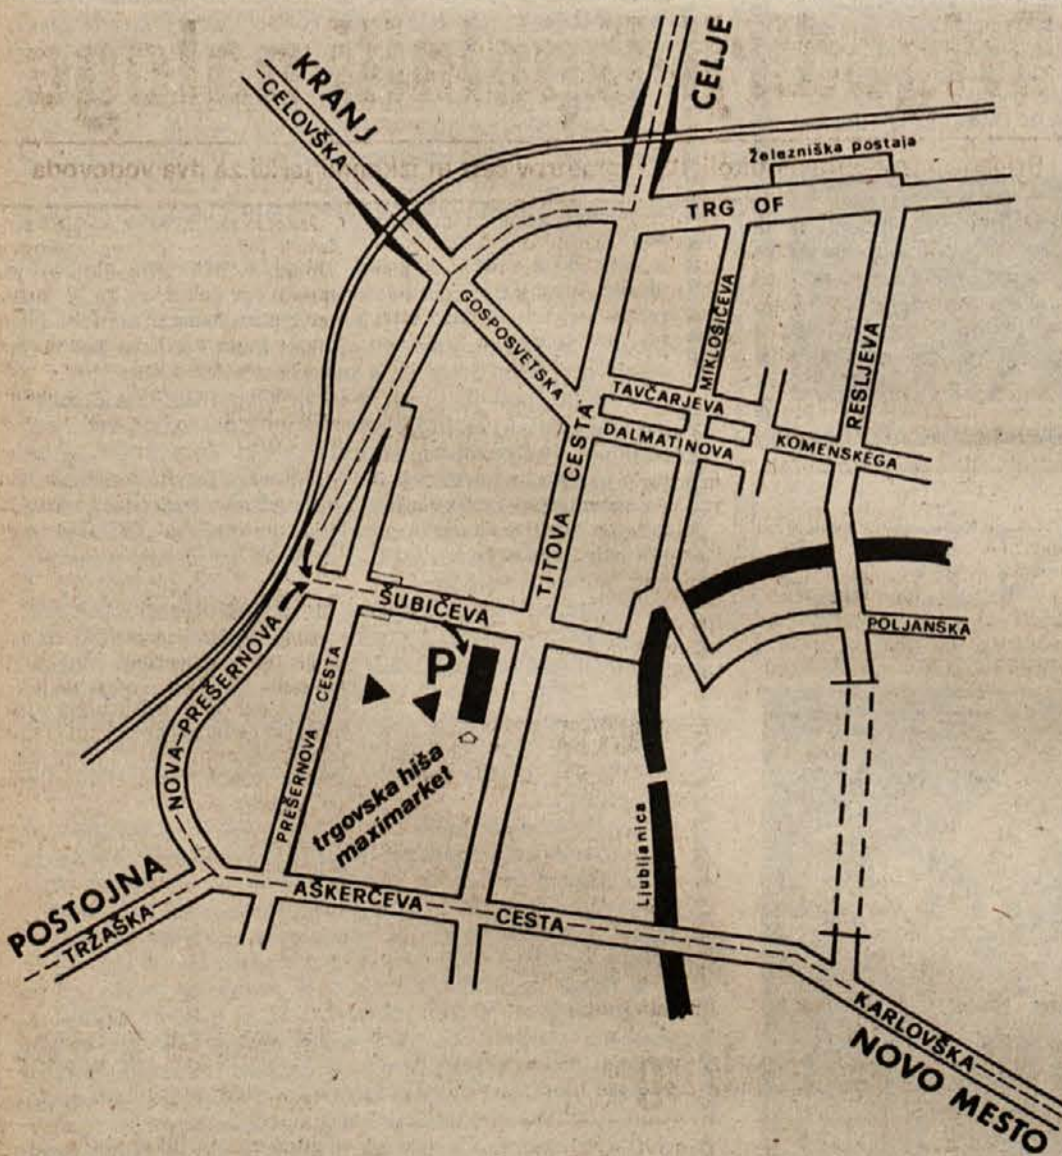 KRANJ
CELOVŠKA
CELJE
Železniška postaja
TRG OF
GOSPOSVETSKA
MIKLOŠIČEVA
RESLJEVA
TAVČARJEVA
DALMATINOVA
KOMENSKEGA
TITOVA CESTA
ŠUBIČEVA
POLJANSKA
P
NOVA-PREŠERNOVA
PREŠERNOVA CESTA
trgovska hiša
maximarket
Ljubljanica
POSTOJNA
TRŽAŠKA
AŠKERČEVA CESTA
KARLOVŠKA
NOVO MESTO